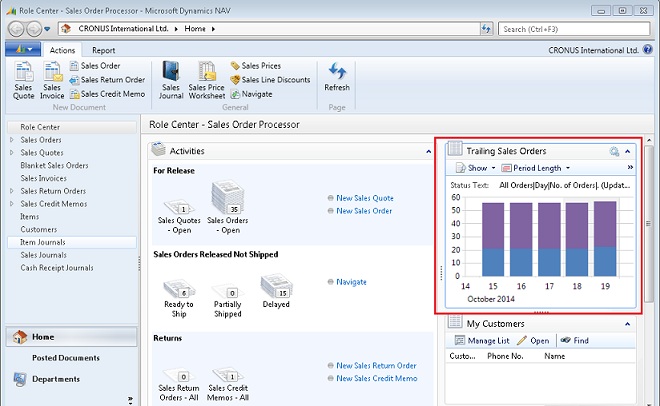 Role Center - Sales Order Processor - Microsoft Dynamics NAV
CRONUS International Ltd. Home
Search (Ctrl+F3)
Actions Report
CRONUS International Ltd.
Sales Quote
Sales Invoice
Sales Order
Sales Return Order
Sales Credit Memo
New Document
Sales Journal
Sales Price Worksheet
Sales Prices
Sales Line Discounts
Navigate
General
Refresh
Page
Role Center
Sales Orders
Sales Quotes
Blanket Sales Orders
Sales Invoices
Sales Return Orders
Sales Credit Memos
Items
Customers
Item Journals
Sales Journals
Cash Receipt Journals
Home
Posted Documents
Departments
Role Center - Sales Order Processor
Activities
For Release
1
Sales Quotes - Open
35
Sales Orders - Open
New Sales Quote
New Sales Order
Sales Orders Released Not Shipped
6
Ready to Ship
0
Partially Shipped
15
Delayed
Navigate
Returns
0
Sales Return Orders - All
1
Sales Credit Memos - All
New Sales Return Order
New Sales Credit Memo
Trailing Sales Orders
Show Period Length
Status Text: All Orders|Day|No. of Orders|. (Updat...
60
50
40
30
20
10
0
14 15 16 17 18 19
October 2014
My Customers
Manage List Open Find
Custo... Phone No. Name